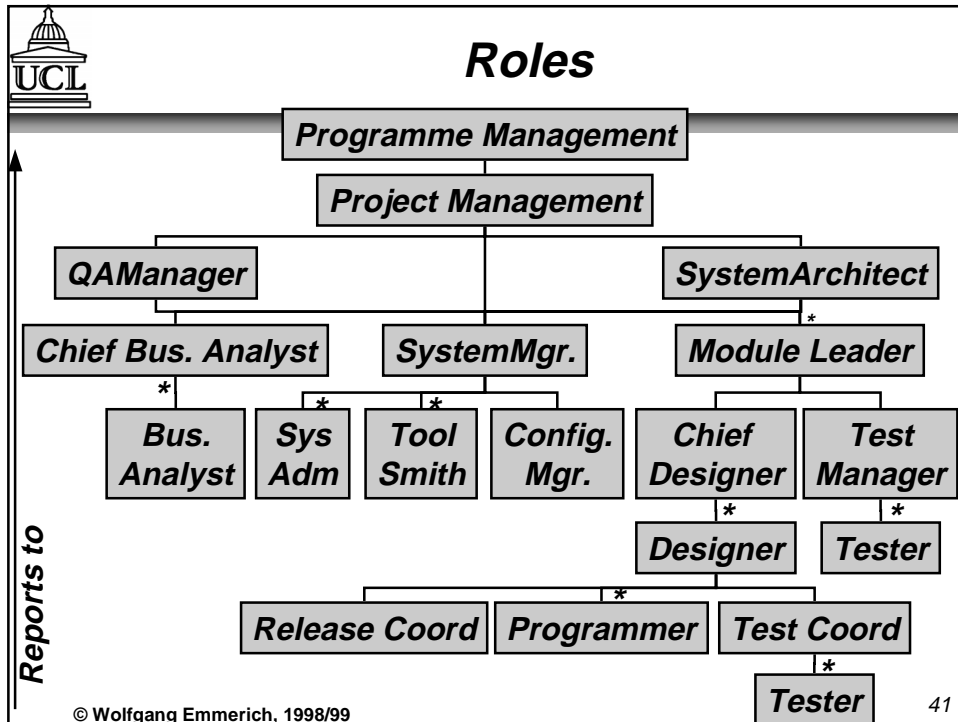 UCL
Roles
Programme Management
Project Management
QAManager
SystemArchitect
*
Chief Bus. Analyst
SystemMgr.
Module Leader
*
*
*
Bus.
Analyst
Sys
Adm
Tool
Smith
Config.
Mgr.
Chief
Designer
Test
Manager
*
*
Designer
Tester
*
Release Coord
Programmer
Test Coord
*
Tester
Reports to
© Wolfgang Emmerich, 1998/99
41